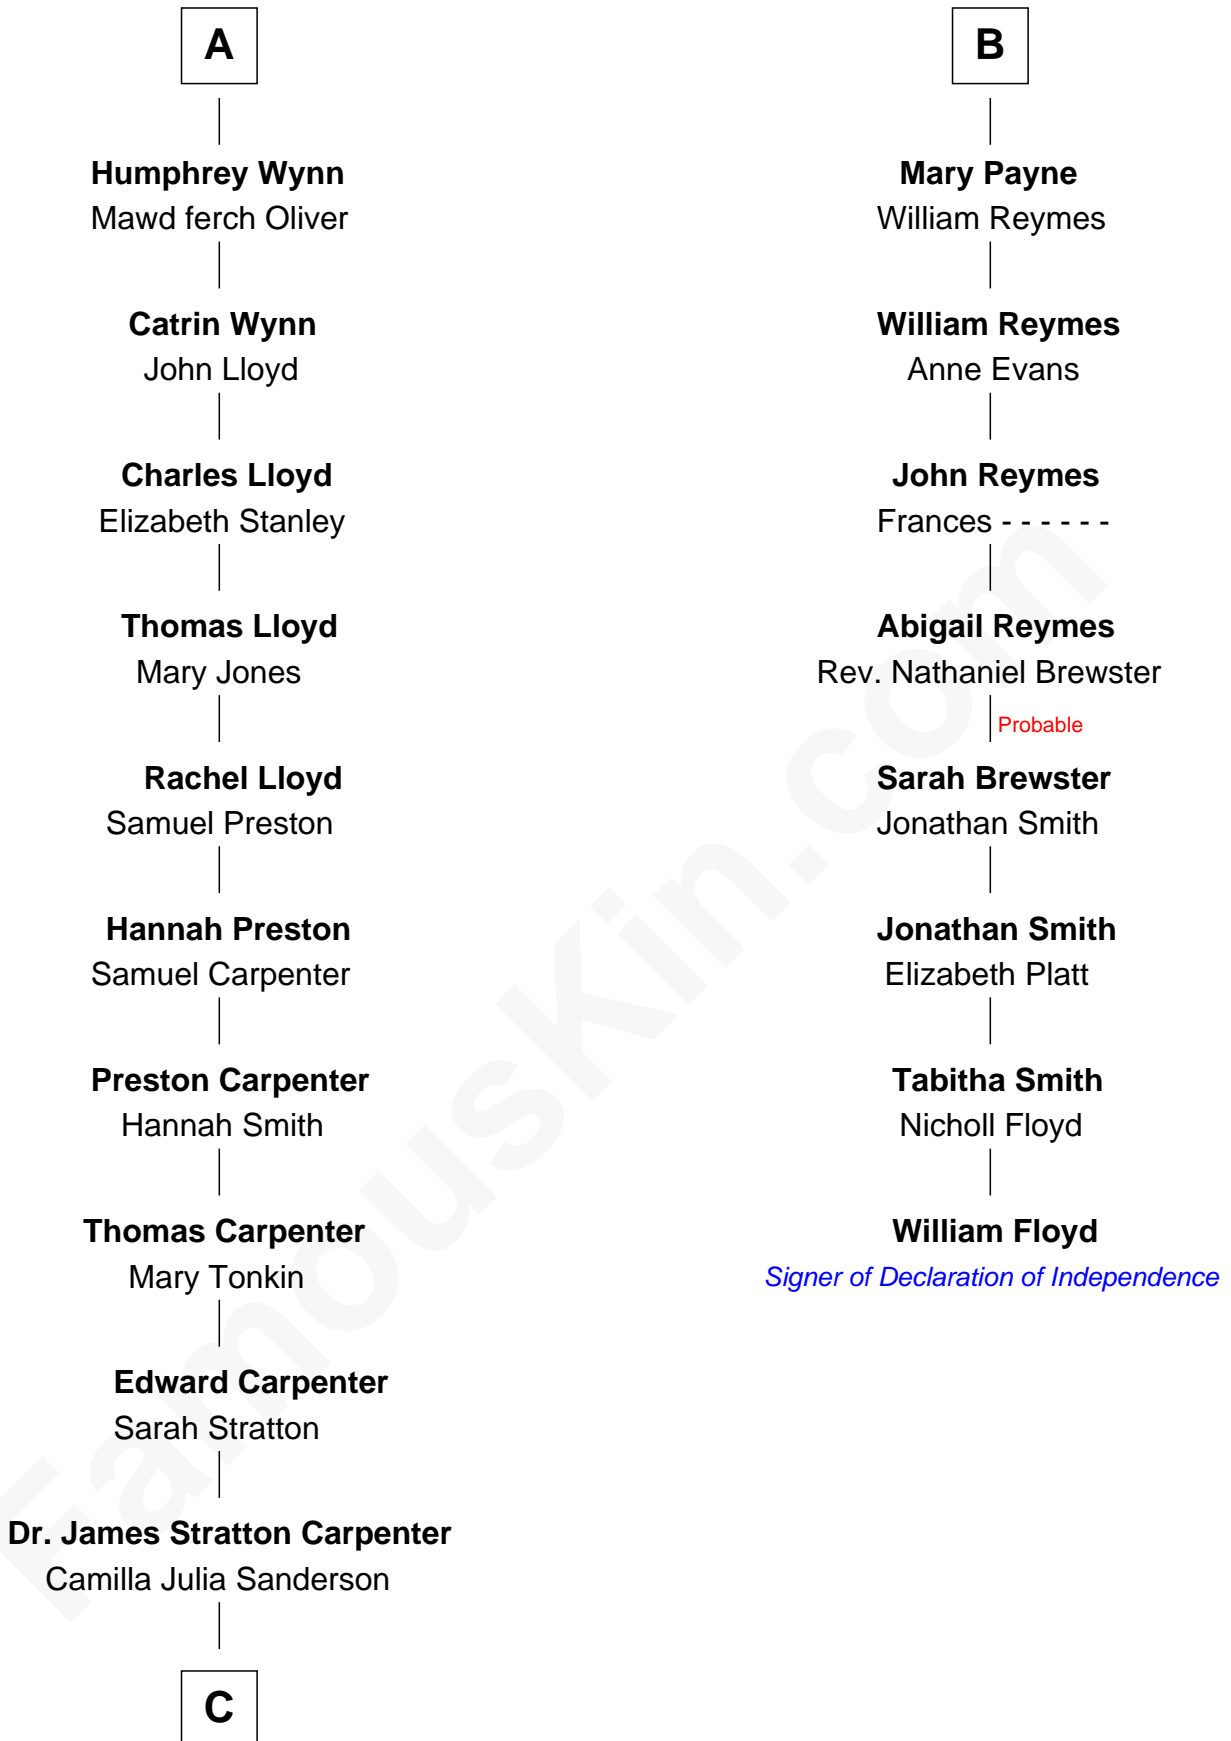 A
Humphrey Wynn
Mawd ferch Oliver
Catrin Wynn
John Lloyd
Charles Lloyd
Elizabeth Stanley
Thomas Lloyd
Mary Jones
Rachel Lloyd
Samuel Preston
Hannah Preston
Samuel Carpenter
Preston Carpenter
Hannah Smith
Thomas Carpenter
Mary Tonkin
Edward Carpenter
Sarah Stratton
Dr. James Stratton Carpenter
Camilla Julia Sanderson
C
B
Mary Payne
William Reymes
William Reymes
Anne Evans
John Reymes
Frances - - - - - -
Abigail Reymes
Rev. Nathaniel Brewster
Probable
Sarah Brewster
Jonathan Smith
Jonathan Smith
Elizabeth Platt
Tabitha Smith
Nicholl Floyd
William Floyd
Signer of Declaration of Independence
FamousKin.com